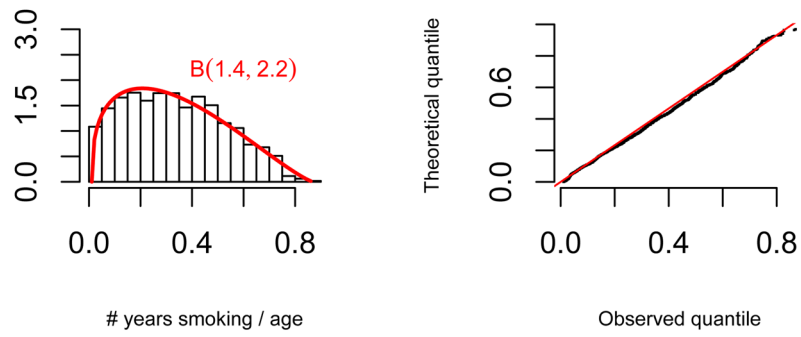 3.0
1.5
0.0
B(1.4, 2.2)
0.0 0.4 0.8
# years smoking / age
Theoretical quantile
0.6
0.0
0.0 0.4 0.8
Observed quantile